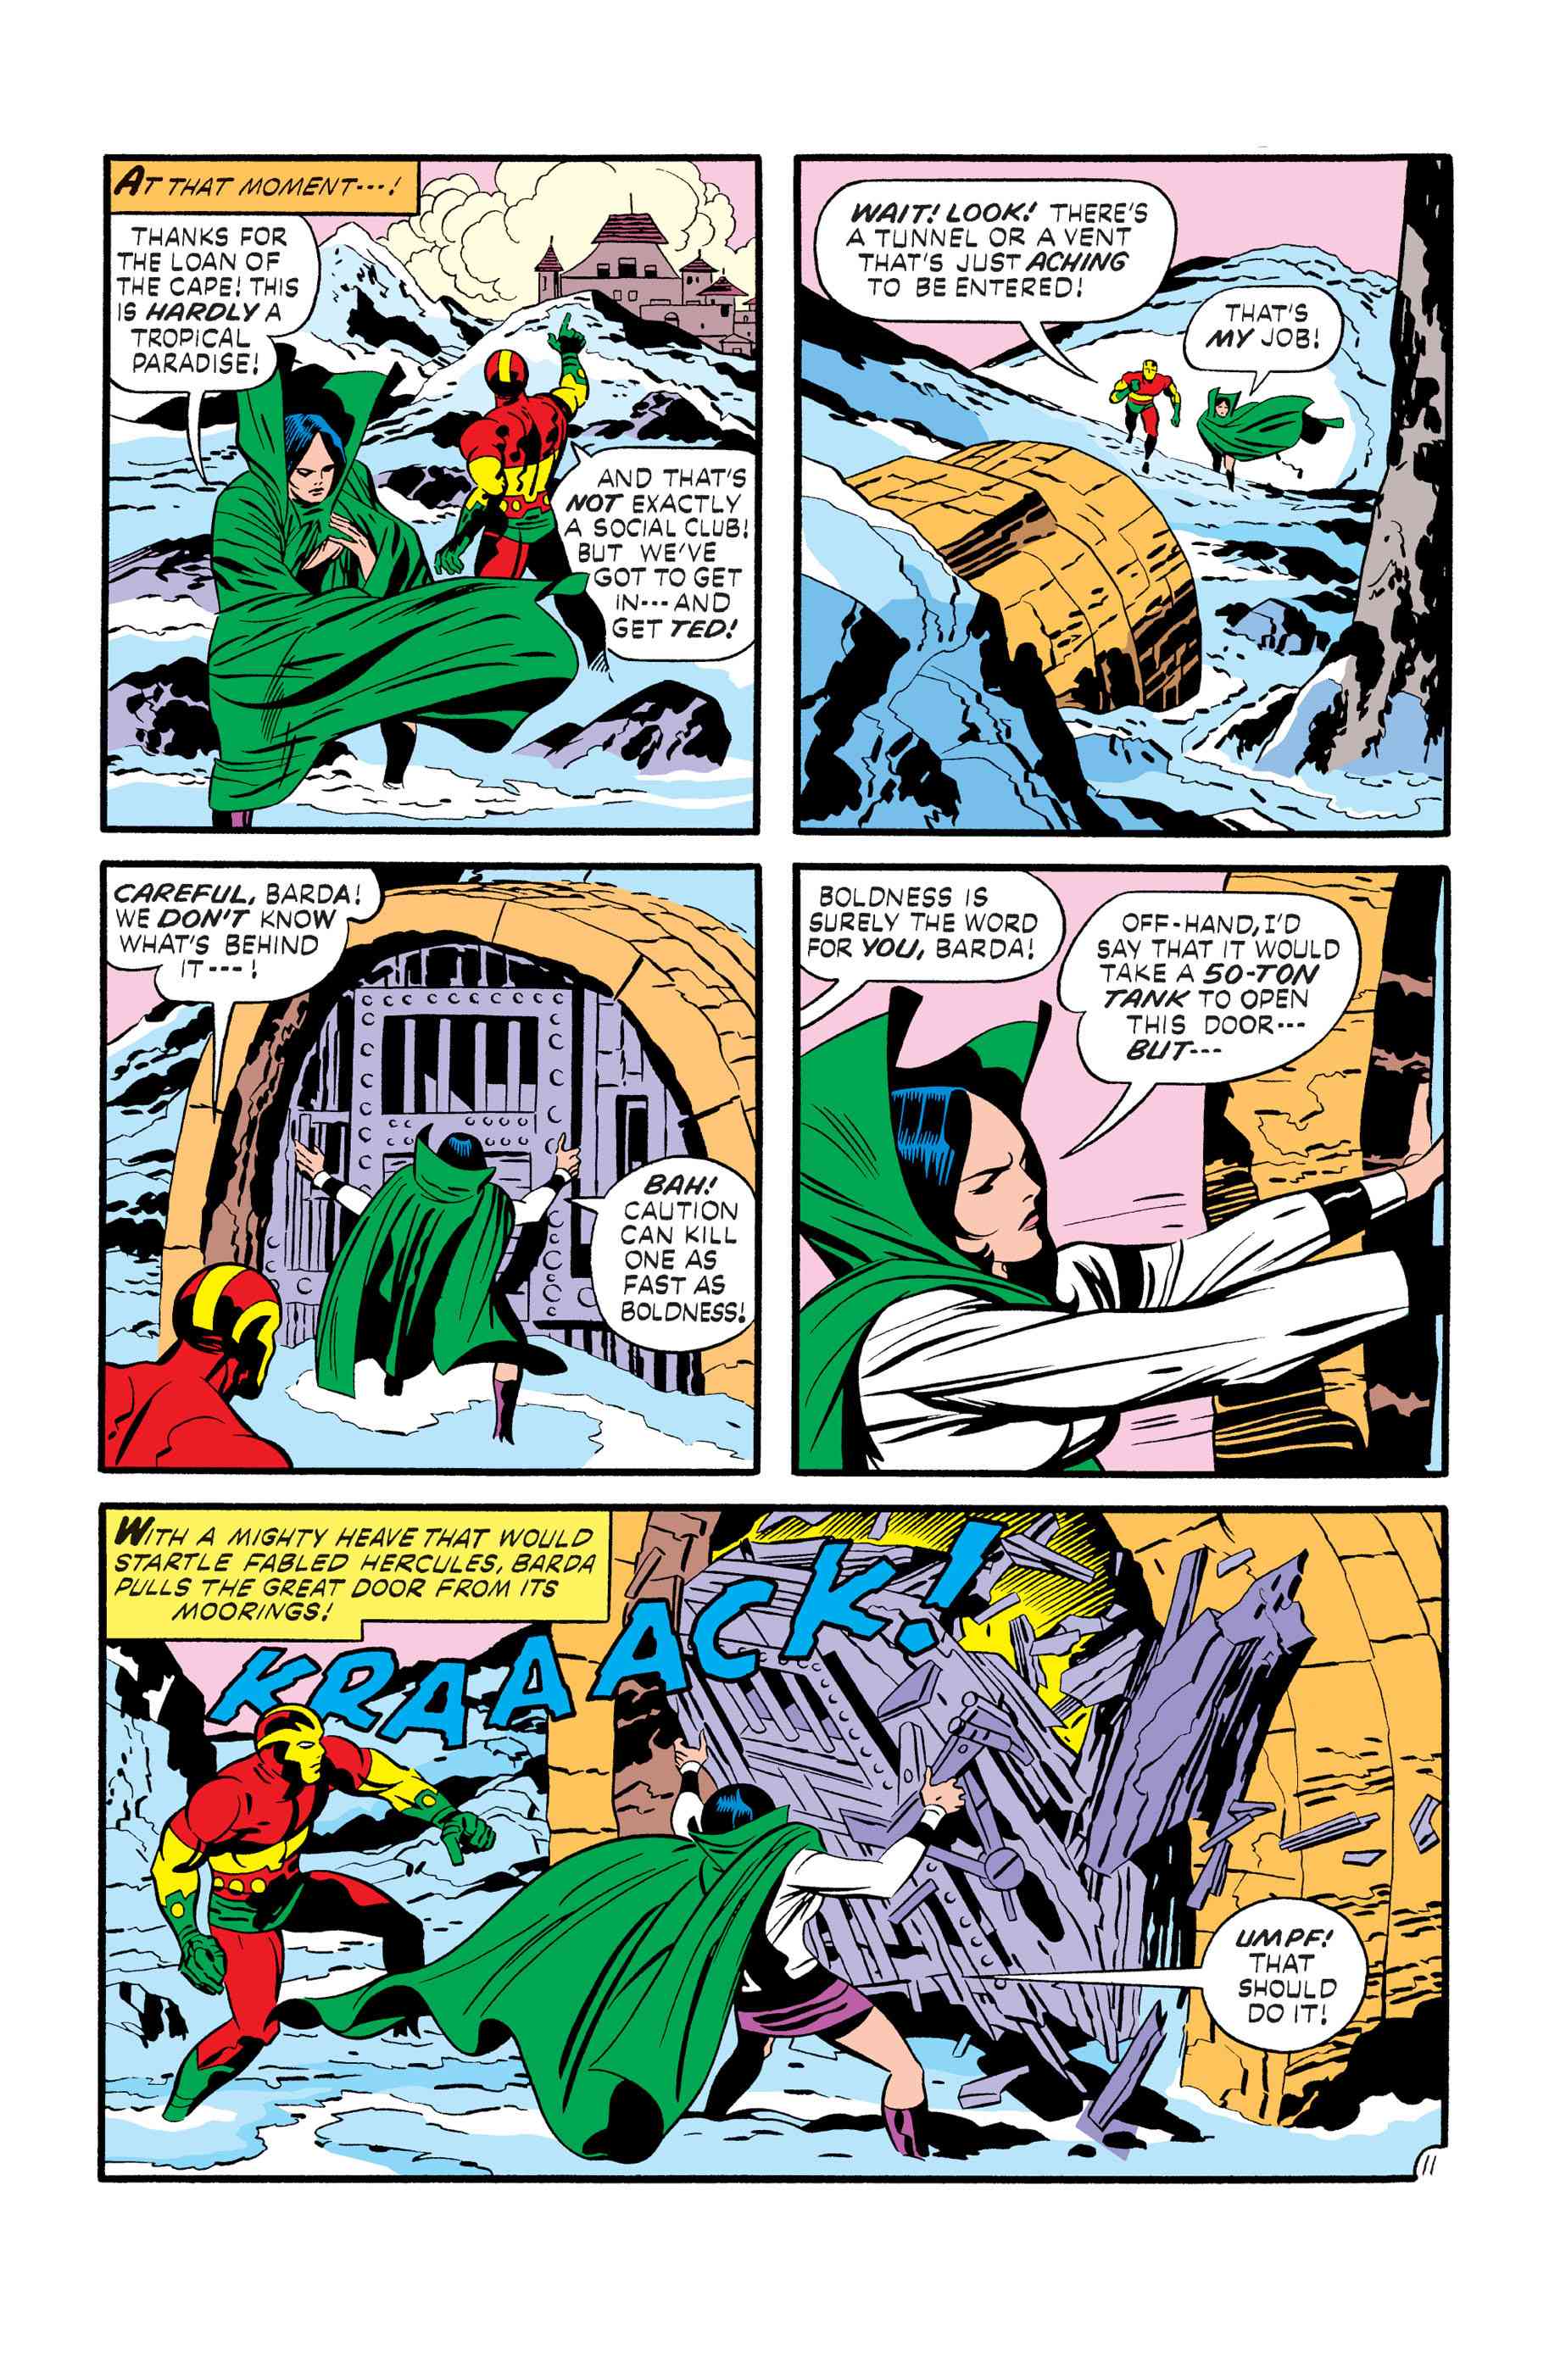 AT THAT MOMENT---!
THANKS FOR
THE LOAN OF
THE CAPE! THIS
IS HARDLY A
TROPICAL
PARADISE!
AND THAT'S
NOT EXACTLY
A SOCIAL CLUB!
BUT WE'VE
GOT TO GET
IN---AND
GET TED!
WAIT! LOOK! THERE'S
A TUNNEL OR A VENT
THAT'S JUST ACHING
TO BE ENTERED!
THAT'S
MY JOB!
CAREFUL, BARDA!
WE DON'T KNOW
WHAT'S BEHIND
IT---!
BAH!
CAUTION
CAN KILL
ONE AS
FAST AS
BOLDNESS!
BOLDNESS IS
SURELY THE WORD
FOR YOU, BARDA!
OFF-HAND, I'D
SAY THAT IT WOULD
TAKE A 50-TON
TANK TO OPEN
THIS DOOR---
BUT---
WITH A MIGHTY HEAVE THAT WOULD
STARTLE FABLED HERCULES, BARDA
PULLS THE GREAT DOOR FROM ITS
MOORINGS!
KRAAACK!
UMPF!
THAT
SHOULD
DO IT!
11